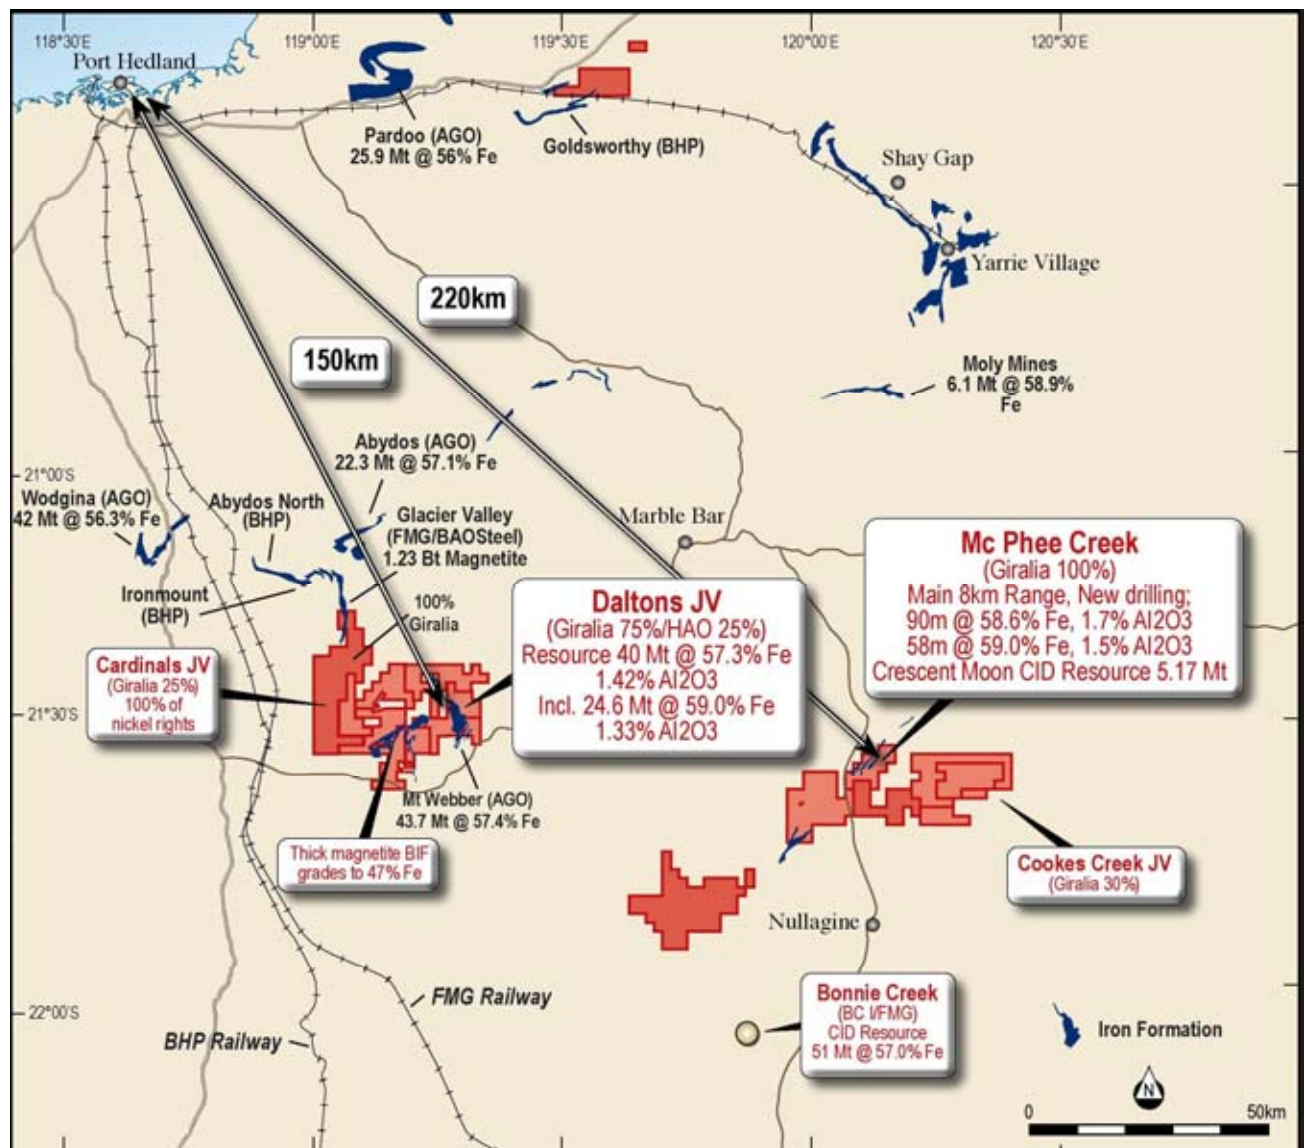 118°30'E
119°00'E
119°30'E
120°00'E
120°30'E
Port Hedland
Pardoo (AGO)
25.9 Mt @ 56% Fe
Goldsworthy (BHP)
Shay Gap
Yarrie Village
220km
150km
Moly Mines
6.1 Mt @ 58.9%
Fe
Abydos (AGO)
22.3 Mt @ 57.1% Fe
21°00'S
Wodgina (AGO)
42 Mt @ 56.3% Fe
Abydos North
(BHP)
Glacier Valley
(FMG/BAOSteel)
1.23 Bt Magnetite
Marble Bar
Ironmount
(BHP)
100%
Giralia
Mc Phee Creek
(Giralia 100%)
Main 8km Range, New drilling;
90m @ 58.6% Fe, 1.7% Al2O3
58m @ 59.0% Fe, 1.5% Al2O3
Crescent Moon CID Resource 5.17 Mt
Daltons JV
(Giralia 75%/HAO 25%)
Resource 40 Mt @ 57.3% Fe
1.42% Al2O3
Incl. 24.6 Mt @ 59.0% Fe
1.33% Al2O3
Cardinals JV
(Giralia 25%)
100% of
nickel rights
21°30'S
Mt Webber (AGO)
43.7 Mt @ 57.4% Fe
Thick magnetite BIF
grades to 47% Fe
Cookes Creek JV
(Giralia 30%)
Nullagine
FMG Railway
BHP Railway
22°00'S
Bonnie Creek
(BC I/FMG)
CID Resource
51 Mt @ 57.0% Fe
Iron Formation
N
0
50km